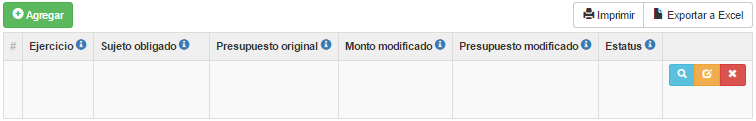 Agregar
Imprimir
Exportar a Excel
# Ejercicio Sujeto obligado Presupuesto original Monto modificado Presupuesto modificado Estatus